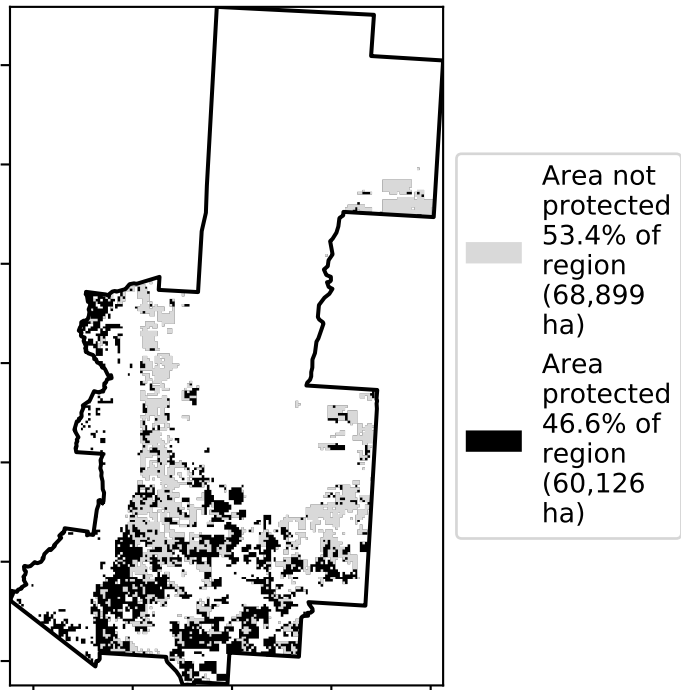 Area not
protected
53.4% of
region
(68,899
ha)
Area
protected
46.6% of
region
(60,126
ha)